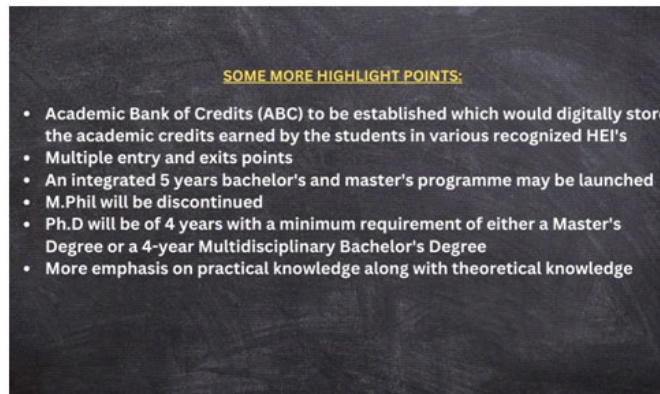 SOME MORE HIGHLIGHT POINTS:
• Academic Bank of Credits (ABC) to be established which would digitally store
the academic credits earned by the students in various recognized HEI's
• Multiple entry and exits points
• An integrated 5 years bachelor's and master's programme may be launched
• M.Phil will be discontinued
• Ph.D will be of 4 years with a minimum requirement of either a Master's
Degree or a 4-year Multidisciplinary Bachelor's Degree
• More emphasis on practical knowledge along with theoretical knowledge